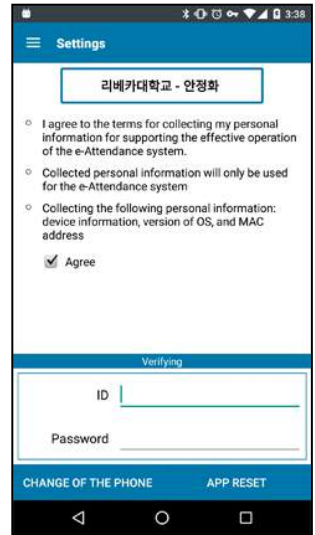 3:38
Settings
리베카대학교 - 안정화
I agree to the terms for collecting my personal
information for supporting the effective operation
of the e-Attendance system.
Collected personal information will only be used
for the e-Attendance system
Collecting the following personal information:
device information, version of OS, and MAC
address
Agree
Verifying
ID
Password
CHANGE OF THE PHONE APP RESET